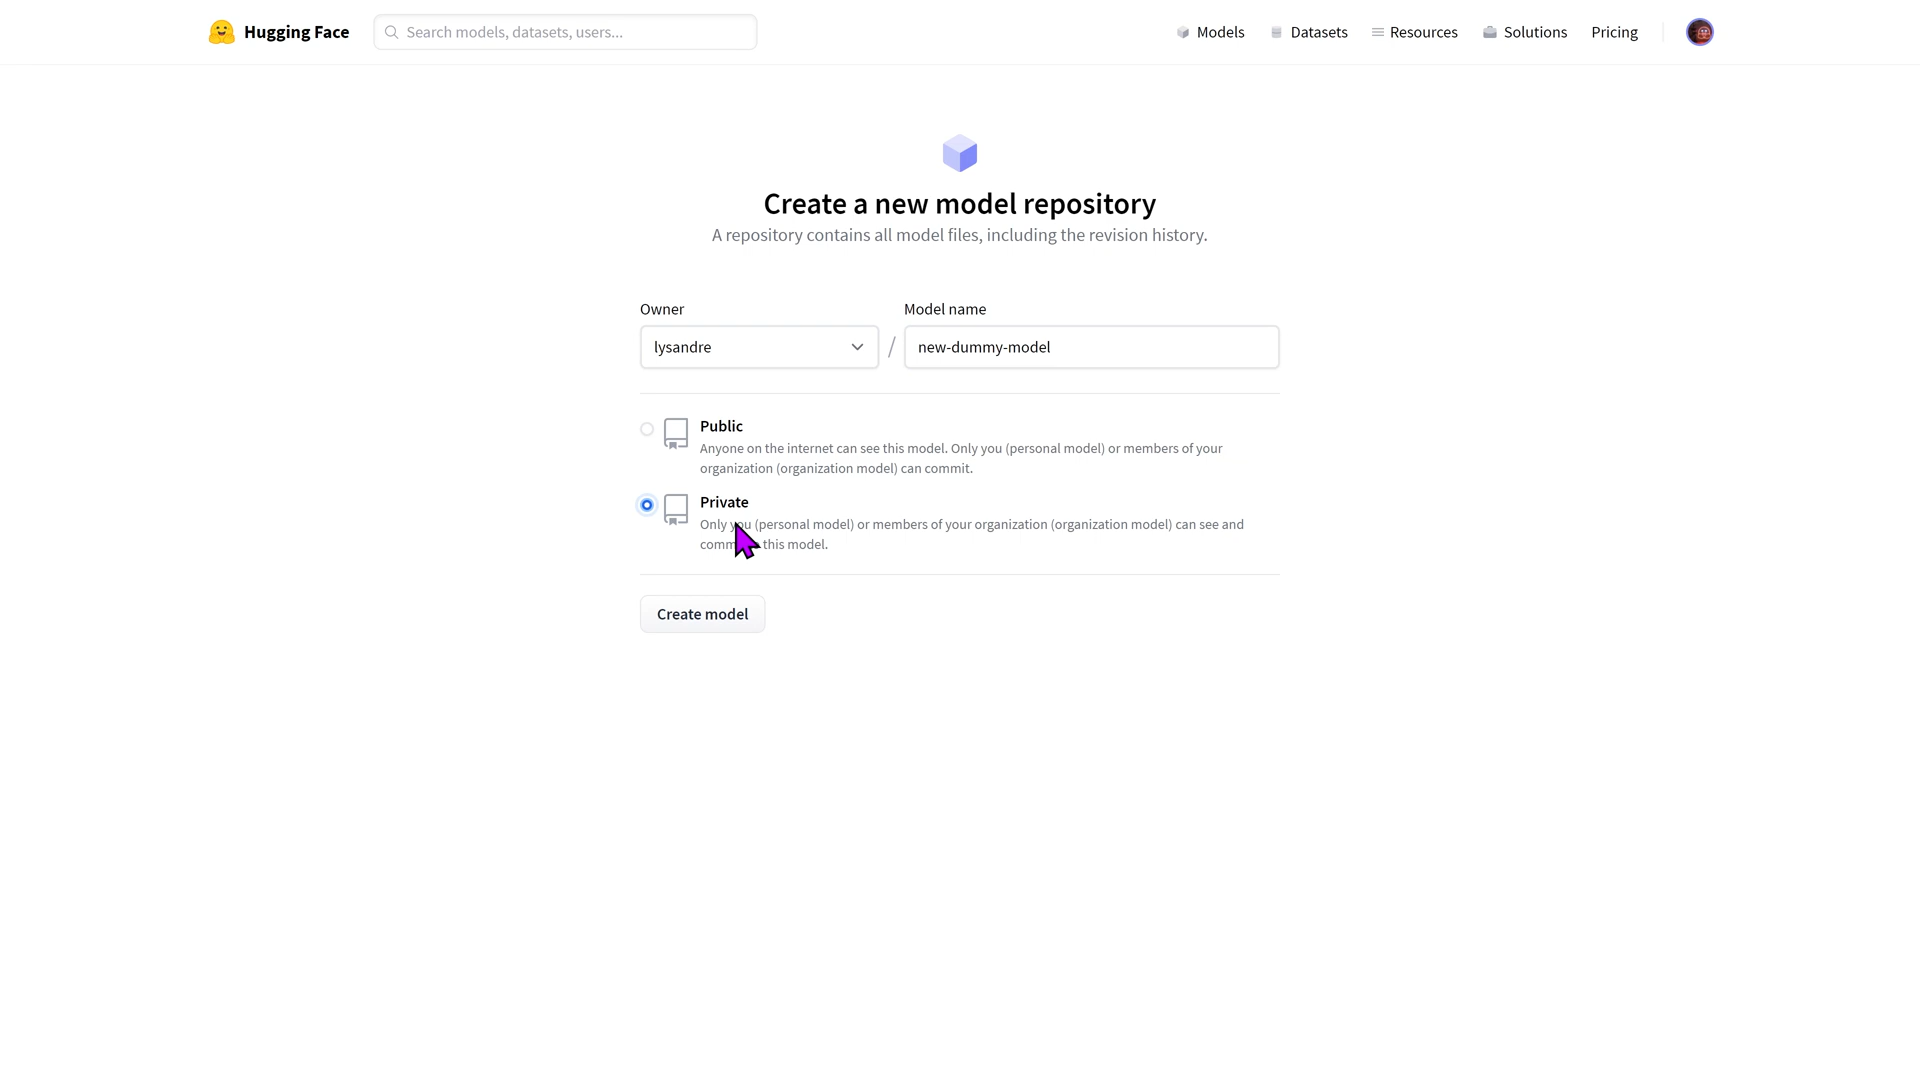 Hugging Face
Search models, datasets, users...
Models
Datasets
Resources
Solutions
Pricing
Create a new model repository
A repository contains all model files, including the revision history.
Owner
Model name
lysandre
/
new-dummy-model
Public
Anyone on the internet can see this model. Only you (personal model) or members of your
organization (organization model) can commit.
Private
Only you (personal model) or members of your organization (organization model) can see and
this model.
Create model